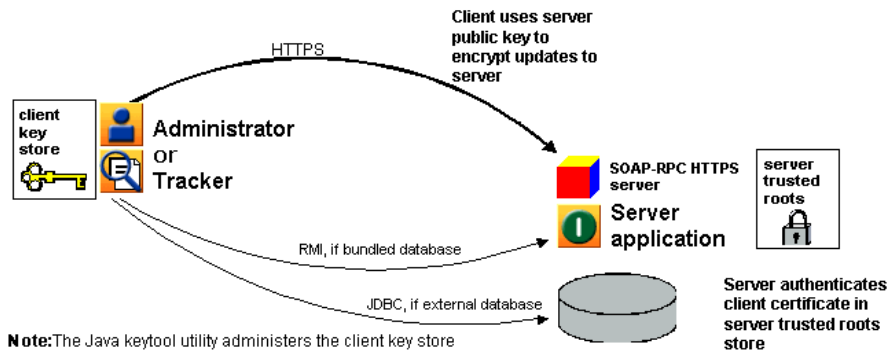 Client uses server
public key to
encrypt updates to
server
HTTPS
client
key
store
Administrator
or
Tracker
SOAP-RPC HTTPS
server
Server
application
server
trusted
roots
RMI, if bundled database
JDBC, if external database
Server authenticates
client certificate in
server trusted roots
store
Note:The Java keytool utility administers the client key store